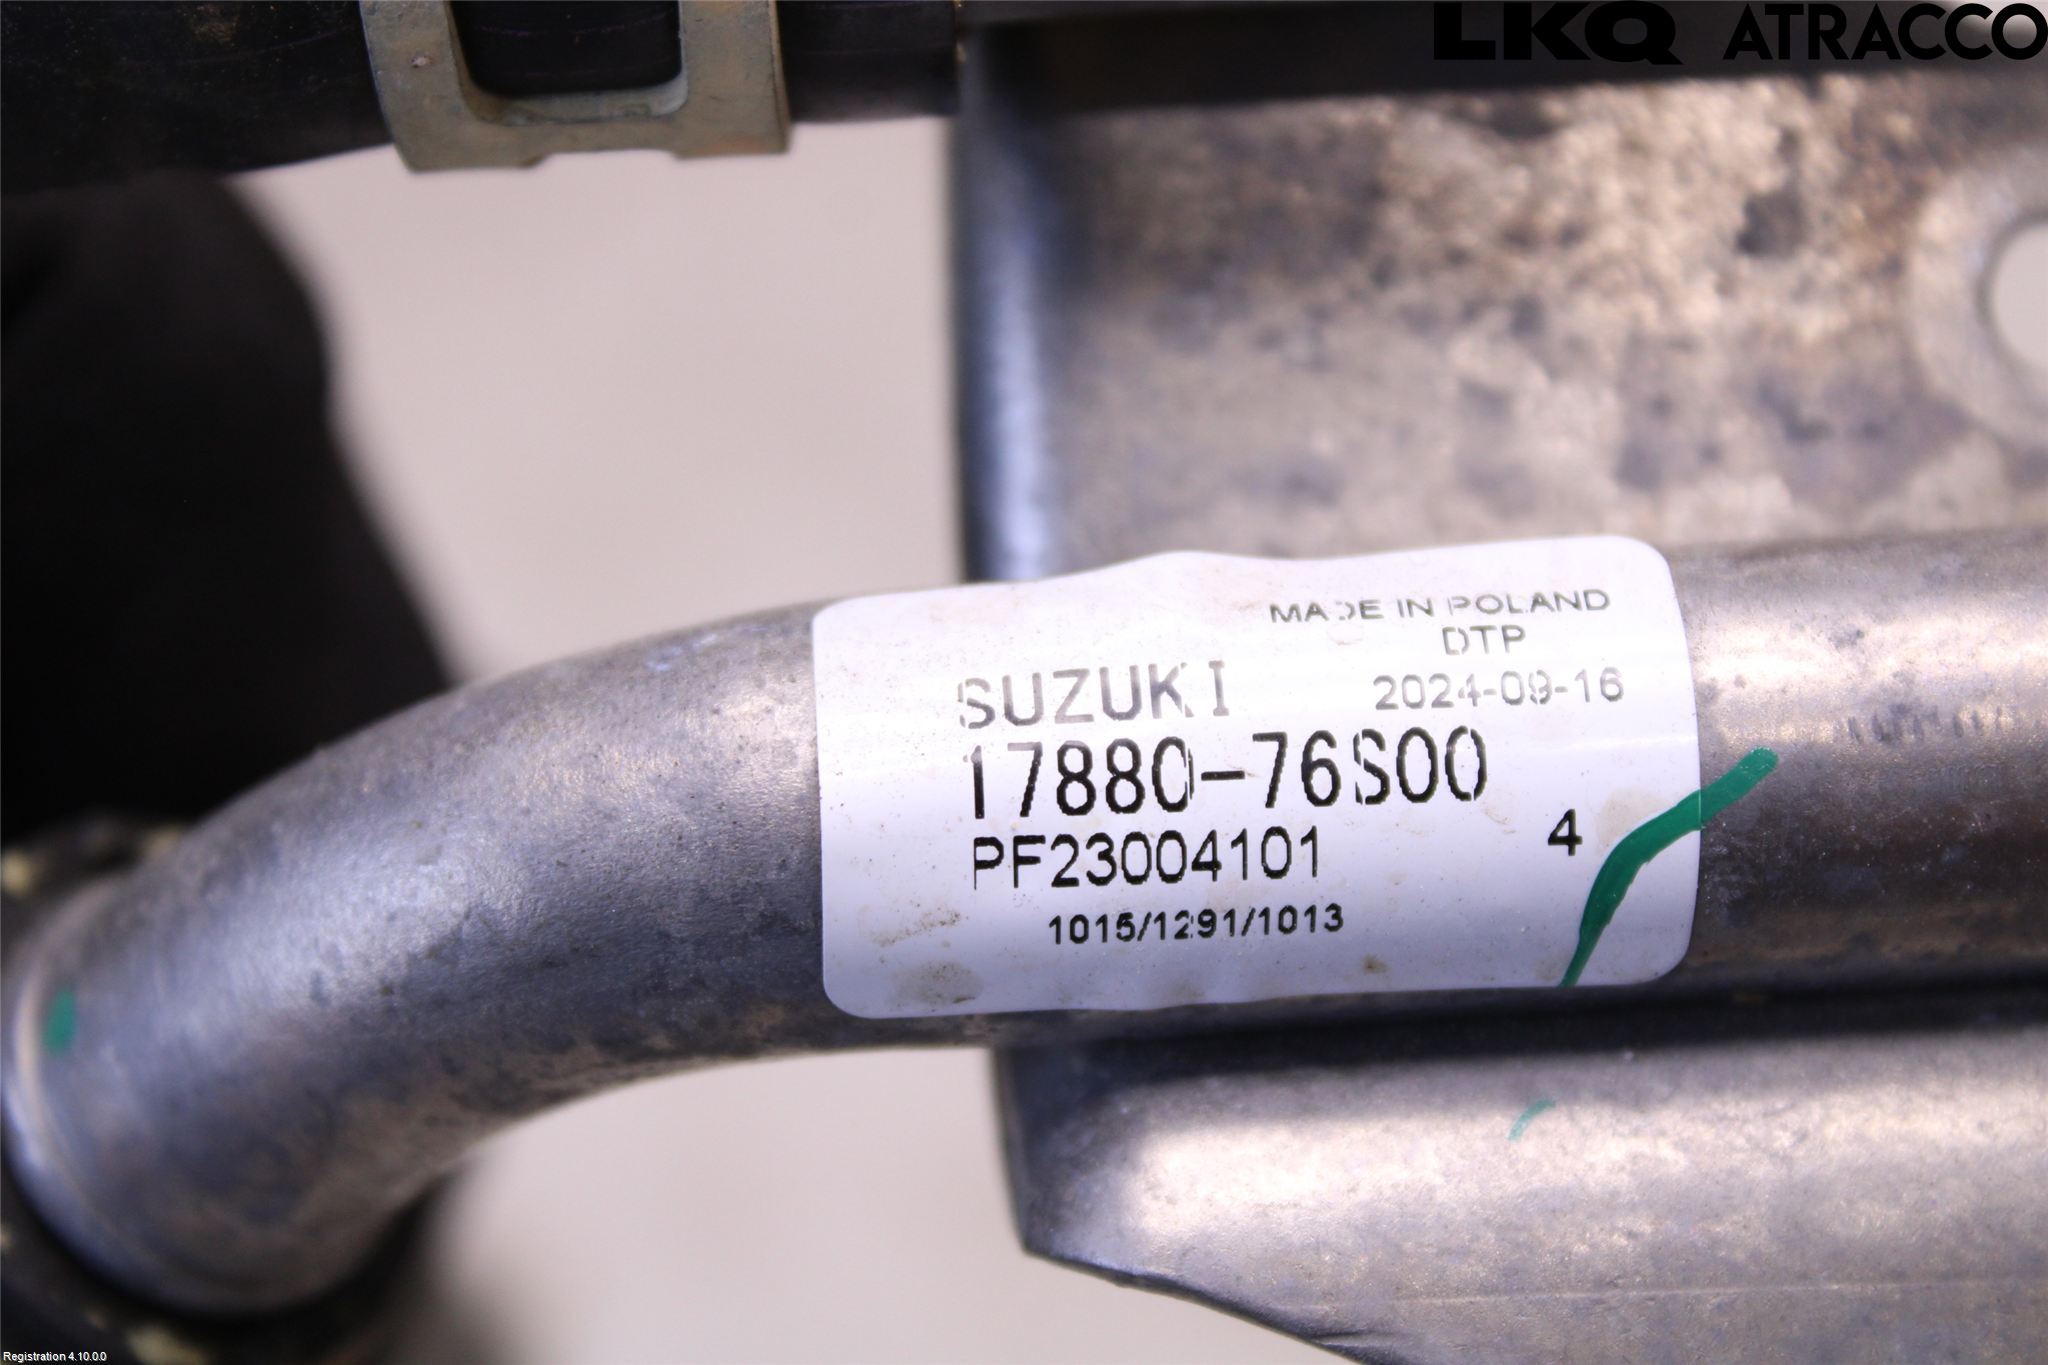 LKQ ATRACCO
MADE IN POLAND
DTP
SUZUKI 2024-09-16
17880-76S00
PF23004101 4
1015/1291/1013
Registration 4.10.0.0